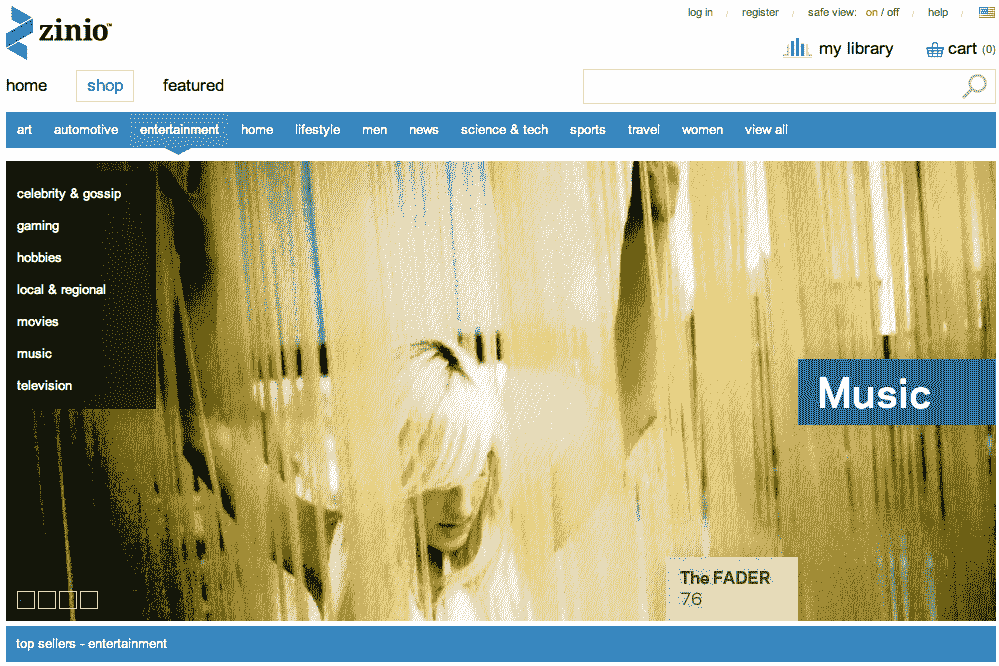 zinio™
log in / register / safe view: on / off / help /
my library
cart (0)
home shop featured
art automotive entertainment home lifestyle men news science & tech sports travel women view all
celebrity & gossip
gaming
hobbies
local & regional
movies
music
television
Music
The FADER
76
top sellers - entertainment